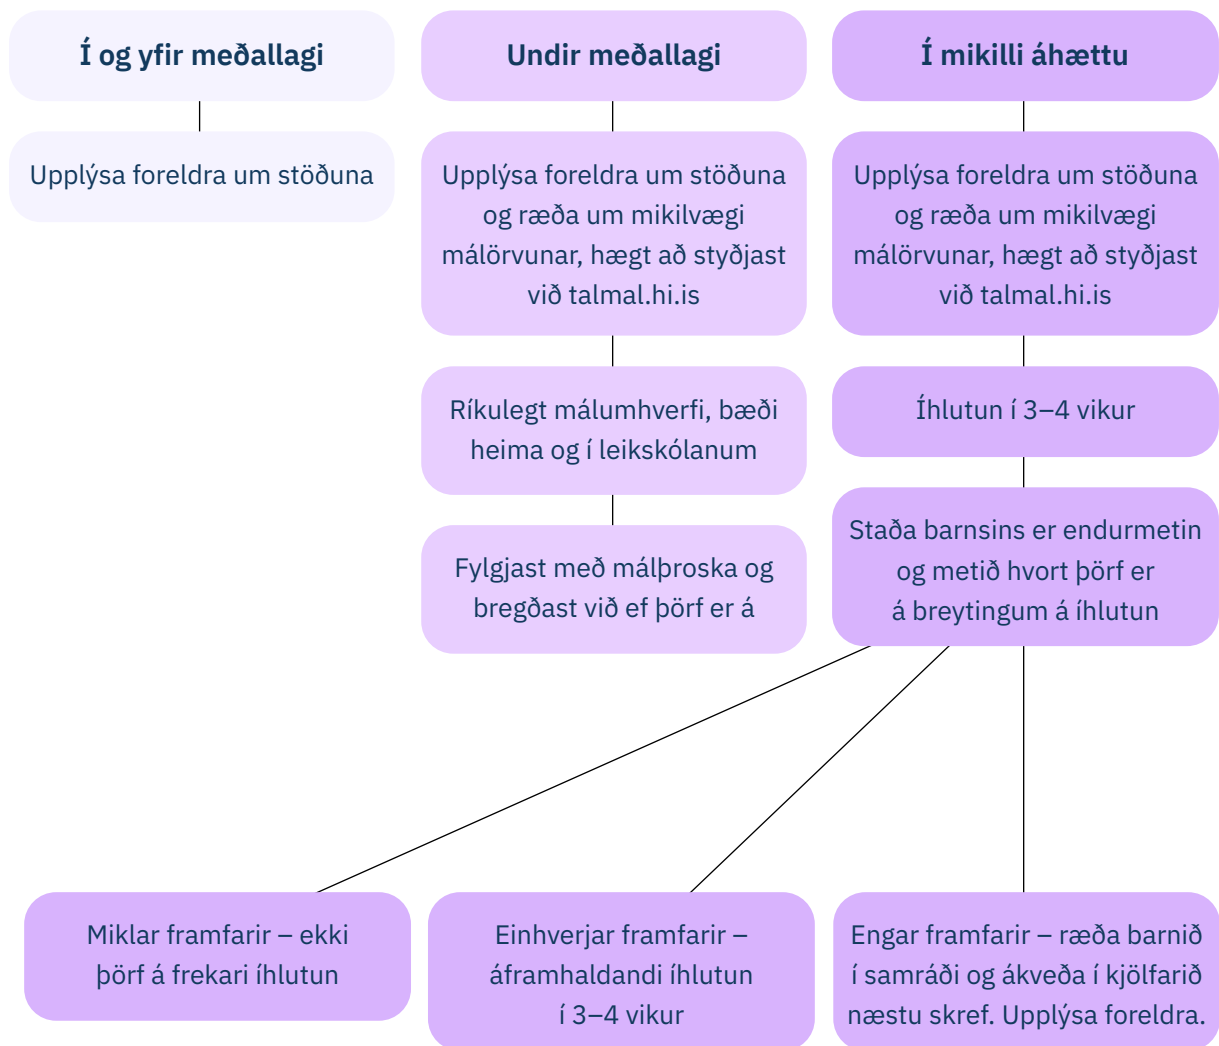 Í og yfir meðallagi
Upplýsa foreldra um stöðuna
Undir meðallagi
Upplýsa foreldra um stöðuna
og ræða um mikilvægi
málörvunar, hægt að styðjast
við talmal.hi.is
Ríkulegt málumhverfi, bæði
heima og í leikskólanum
Fylgjast með málþroska og
bregðast við ef þörf er á
Í mikilli áhættu
Upplýsa foreldra um stöðuna
og ræða um mikilvægi
málörvunar, hægt að styðjast
við talmal.hi.is
Íhlutun í 3–4 vikur
Staða barnsins er endurmetin
og metið hvort þörf er
á breytingum á íhlutun
Miklar framfarir – ekki
þörf á frekari íhlutun
Einhverjar framfarir –
áframhaldandi íhlutun
í 3–4 vikur
Engar framfarir – ræða barnið
í samráði og ákveða í kjölfarið
næstu skref. Upplýsa foreldra.